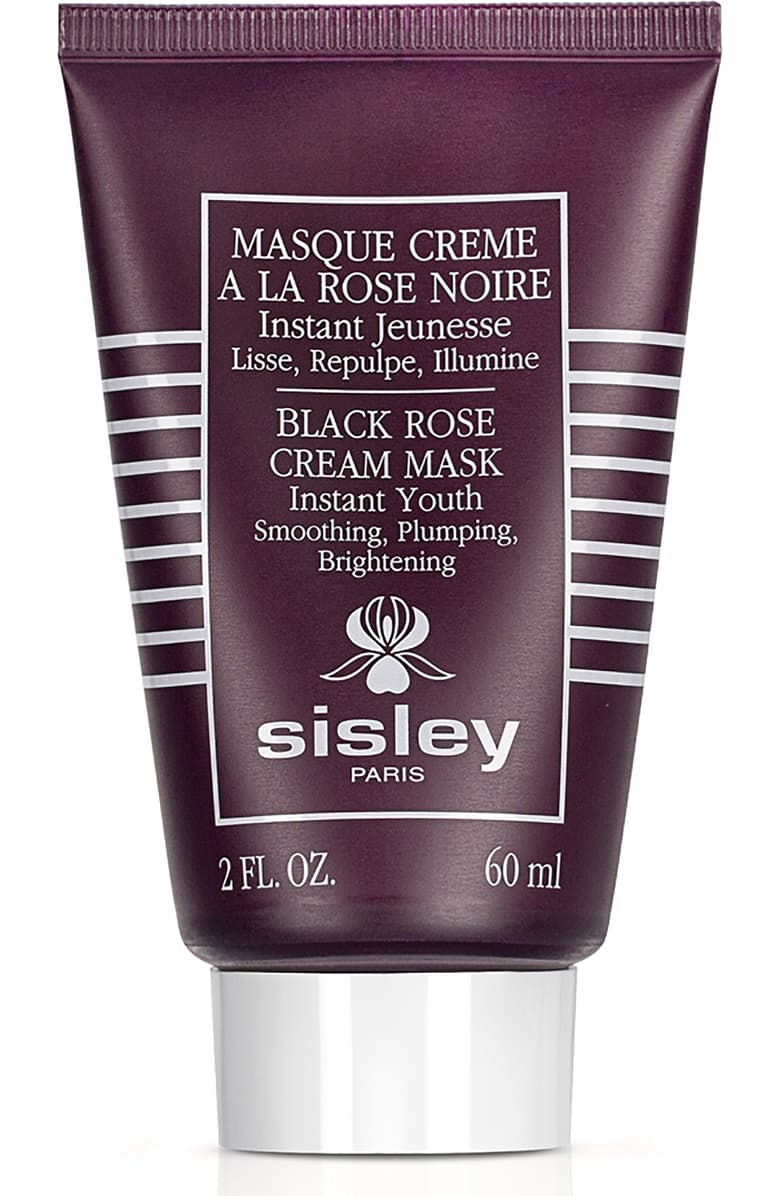 MASQUE CREME
A LA ROSE NOIRE
Instant Jeunesse
Lisse, Repulpe, Illumine
BLACK ROSE
CREAM MASK
Instant Youth
Smoothing, Plumping,
Brightening
sisley
PARIS
2 FL. OZ. 60 ml